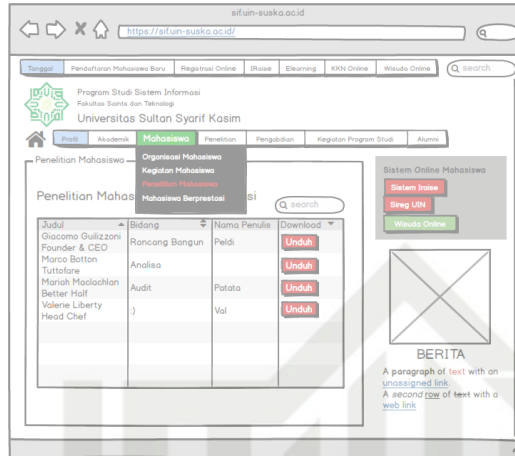 sif.uin-suska.ac.id
https://sif.uin-suska.ac.id/
Tanggal Pendaftaran Mahasiswa Baru Registrasi Online IRaise Elearning KKN Online Wisuda Online search
Program Studi Sistem Informasi
Fakultas Sains dan Teknologi
Universitas Sultan Syarif Kasim
Profil Akademik Mahasiswa Penelitian Pengabdian Kegiatan Program Studi Alumni
Organisasi Mahasiswa
Kegiatan Mahasiswa
Penelitian Mahasiswa
Mahasiswa Berprestasi
Penelitian Mahasiswa
Penelitian Mahas si
search
Judul Bidang Nama Penulis Download
Giacomo Guilizzoni
Founder & CEO Rancang Bangun Peldi Unduh
Marco Botton
Tuttofare Analisa Unduh
Mariah Maclachlan
Better Half Audit Patata Unduh
Valerie Liberty
Head Chef :) Val Unduh
Sistem Online Mahasiswa
Sistem Iraise
Sireg UIN
Wisuda Online
BERITA
A paragraph of text with an
unassigned link.
A second row of text with a
web link